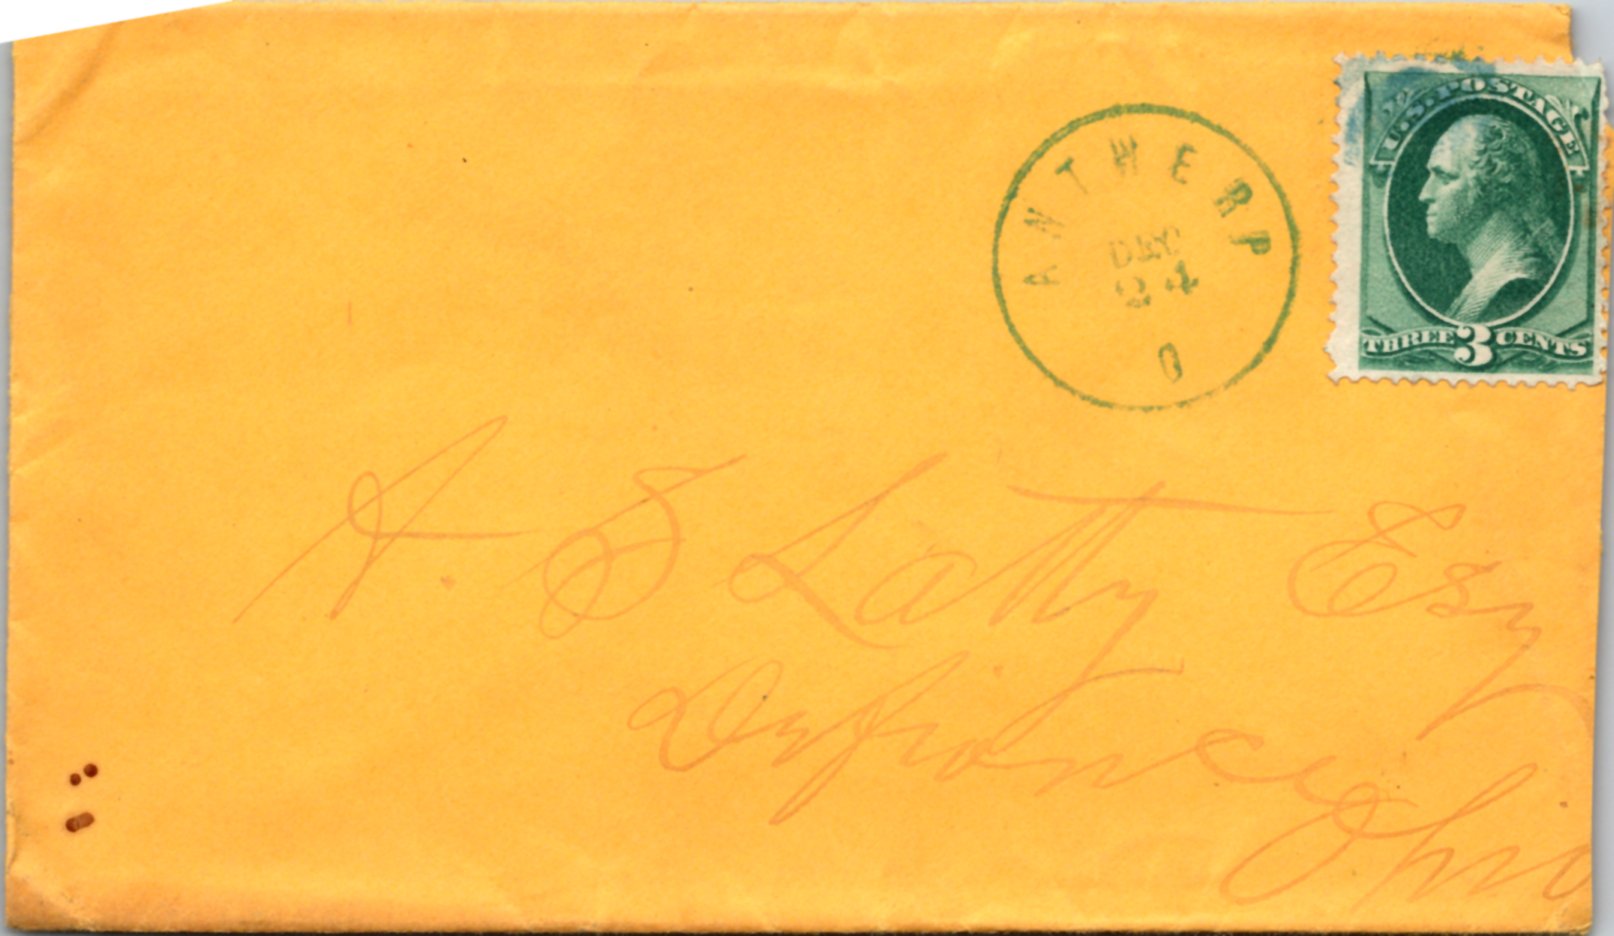 U.S. POSTAGE
THREE 3 CENTS
ANTWERP
DEC
24
O
A. S Latty Esq
Defiance
Ohio